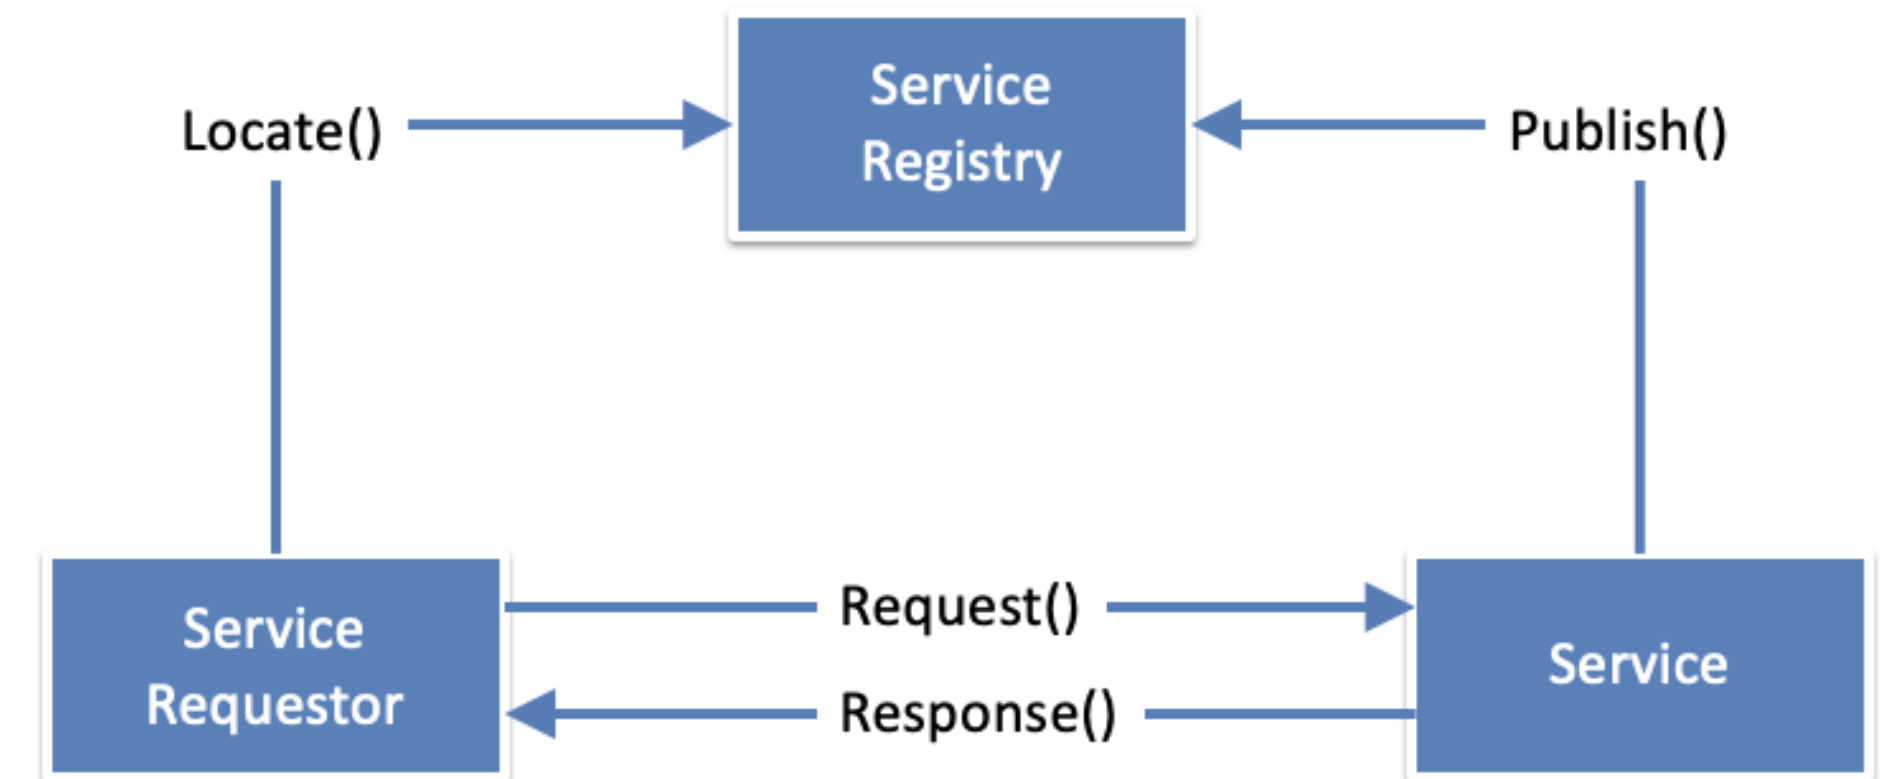 Service
Registry
Locate()
Publish()
Service
Requestor
Request()
Response()
Service